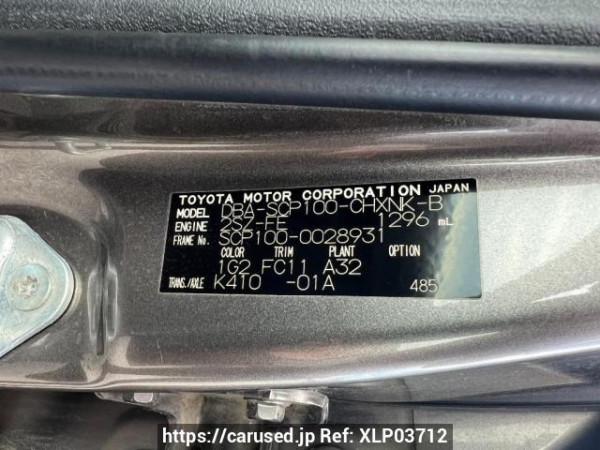 TOYOTA MOTOR CORPORATION JAPAN
MODEL DBA-SCP100-CHXNK-B
ENGINE 2SZ-FE 1296 mL
FRAME No. SCP100-0028931
COLOR TRIM PLANT OPTION
1G2 FC11 A32
TRANS./AXLE K410 -01A 485
https://carused.jp Ref: XLP03712